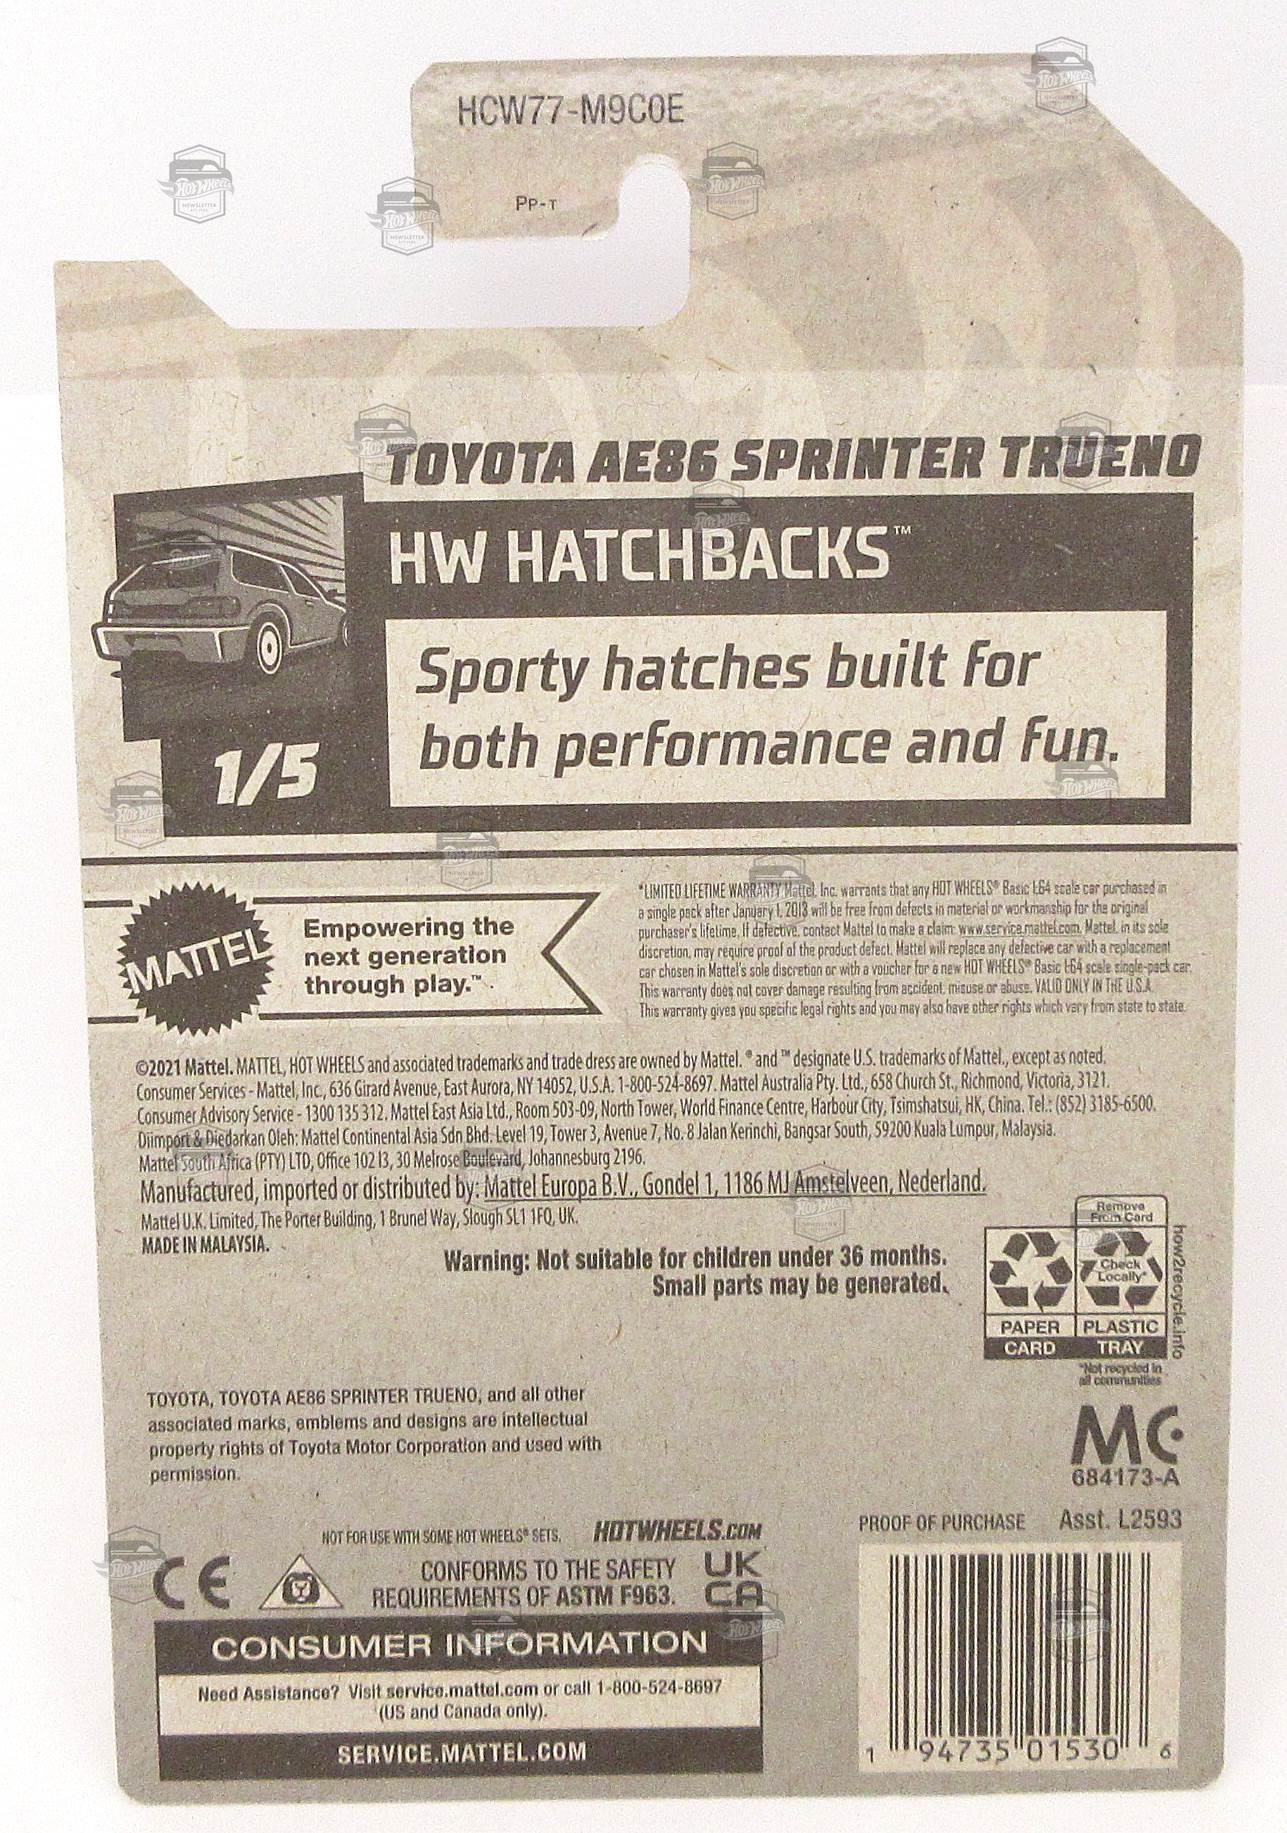 HCW77-M9C0E
PP-T
TOYOTA AE86 SPRINTER TRUENO
HW HATCHBACKS™
Sporty hatches built for
both performance and fun.
1/5
MATTEL
Empowering the
next generation
through play.™
*LIMITED LIFETIME WARRANTY Mattel, Inc. warrants that any HOT WHEELS® Basic 1:64 scale car purchased in
a single pack after January 1, 2013 will be free from defects in material or workmanship for the original
purchaser's lifetime. If defective, contact Mattel to make a claim: www.service.mattel.com. Mattel, in its sole
discretion, may require proof of the product defect. Mattel will replace any defective car with a replacement
car chosen in Mattel's sole discretion or with a voucher for a new HOT WHEELS® Basic 1:64 scale single-pack car.
This warranty does not cover damage resulting from accident, misuse or abuse. VALID ONLY IN THE U.S.A.
This warranty gives you specific legal rights and you may also have other rights which vary from state to state.
©2021 Mattel. MATTEL, HOT WHEELS and associated trademarks and trade dress are owned by Mattel. ® and ™ designate U.S. trademarks of Mattel., except as noted.
Consumer Services - Mattel, Inc., 636 Girard Avenue, East Aurora, NY 14052, U.S.A. 1-800-524-8697. Mattel Australia Pty. Ltd., 658 Church St., Richmond, Victoria, 3121.
Consumer Advisory Service - 1300 135 312. Mattel East Asia Ltd., Room 503-09, North Tower, World Finance Centre, Harbour City, Tsimshatsui, HK, China. Tel.: (852) 3185-6500.
Diimport & Diedarkan Oleh: Mattel Continental Asia Sdn Bhd. Level 19, Tower 3, Avenue 7, No. 8 Jalan Kerinchi, Bangsar South, 59200 Kuala Lumpur, Malaysia.
Mattel South Africa (PTY) LTD, Office 102 I3, 30 Melrose Boulevard, Johannesburg 2196.
Manufactured, imported or distributed by: Mattel Europa B.V., Gondel 1, 1186 MJ Amstelveen, Nederland.
Mattel U.K. Limited, The Porter Building, 1 Brunel Way, Slough SL1 1FQ, UK.
MADE IN MALAYSIA.
Warning: Not suitable for children under 36 months.
Small parts may be generated.
Remove
From Card
Check
Locally*
PAPER
PLASTIC
CARD
TRAY
*Not recycled in
all communities
how2recycle.info
TOYOTA, TOYOTA AE86 SPRINTER TRUENO, and all other
associated marks, emblems and designs are intellectual
property rights of Toyota Motor Corporation and used with
permission.
MC
684173-A
NOT FOR USE WITH SOME HOT WHEELS® SETS.
HOTWHEELS.COM
PROOF OF PURCHASE
Asst. L2593
CE
CONFORMS TO THE SAFETY
REQUIREMENTS OF ASTM F963.
UK
CA
CONSUMER INFORMATION
Need Assistance? Visit service.mattel.com or call 1-800-524-8697
(US and Canada only).
SERVICE.MATTEL.COM
1 94735 01530 6